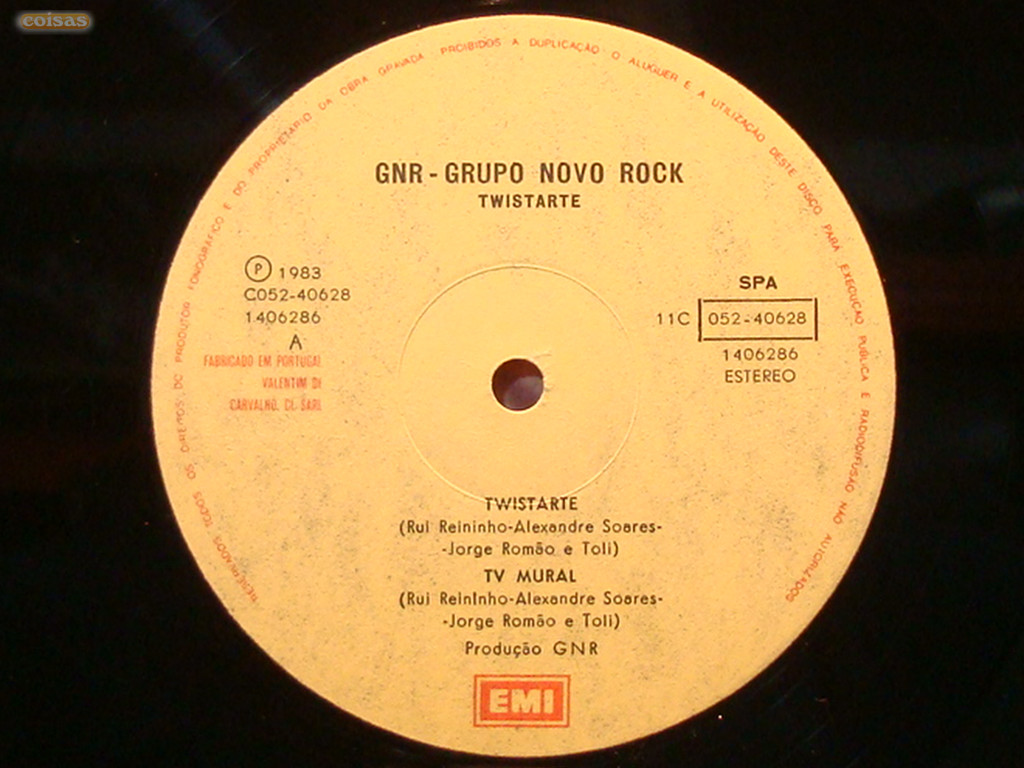 coisas
RESERVADOS TODOS OS DIREITOS DO PRODUTOR FONOGRÁFICO E DO PROPRIETÁRIO DA OBRA GRAVADA · PROIBIDOS A DUPLICAÇÃO · O ALUGUER E A UTILIZAÇÃO DESTE DISCO PARA EXECUÇÃO PÚBLICA E RADIODIFUSÃO NÃO AUTORIZADOS
GNR - GRUPO NOVO ROCK
TWISTARTE
Ⓟ 1983
C052-40628
1406286
A
FABRICADO EM PORTUGAL
VALENTIM DE
CARVALHO, CI. SARL
SPA
11C 052-40628
1406286
ESTEREO
TWISTARTE
(Rui Reininho-Alexandre Soares-
-Jorge Romão e Toli)
TV MURAL
(Rui Reininho-Alexandre Soares-
-Jorge Romão e Toli)
Produção GNR
EMI